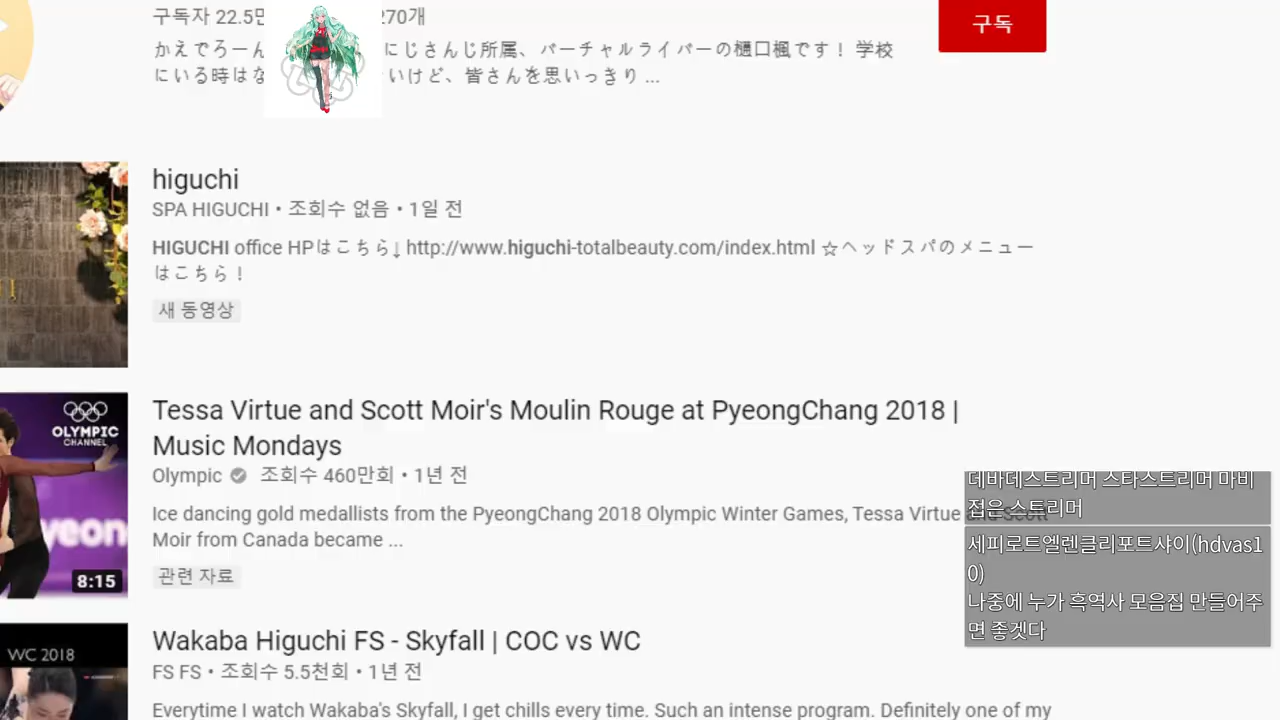 구독자 22.5만
270개
구독
かえでろーん
にじさんじ所属、バーチャルライバーの樋口楓です！ 学校
にいる時はな
いけど、皆さんを思いっきり ...
higuchi
SPA HIGUCHI • 조회수 없음 • 1일 전
HIGUCHI office HPはこちら↓ http://www.higuchi-totalbeauty.com/index.html ☆ヘッドスパのメニュー
はこちら！
새 동영상
OLYMPIC
CHANNEL
yeon
8:15
Tessa Virtue and Scott Moir's Moulin Rouge at PyeongChang 2018 |
Music Mondays
Olympic 조회수 460만회 • 1년 전
Ice dancing gold medallists from the PyeongChang 2018 Olympic Winter Games, Tessa Virtue and Scott
Moir from Canada became ...
관련 자료
데바데스트리머 스타스트리머 마비
접은스트리머
세피로트엘렌클리포트샤이(hdvas1
0)
나중에 누가 흑역사 모음집 만들어주
면 좋겟다
WC 2018
Wakaba Higuchi FS - Skyfall | COC vs WC
FS FS • 조회수 5.5천회 • 1년 전
Everytime I watch Wakaba's Skyfall, I get chills every time. Such an intense program. Definitely one of my